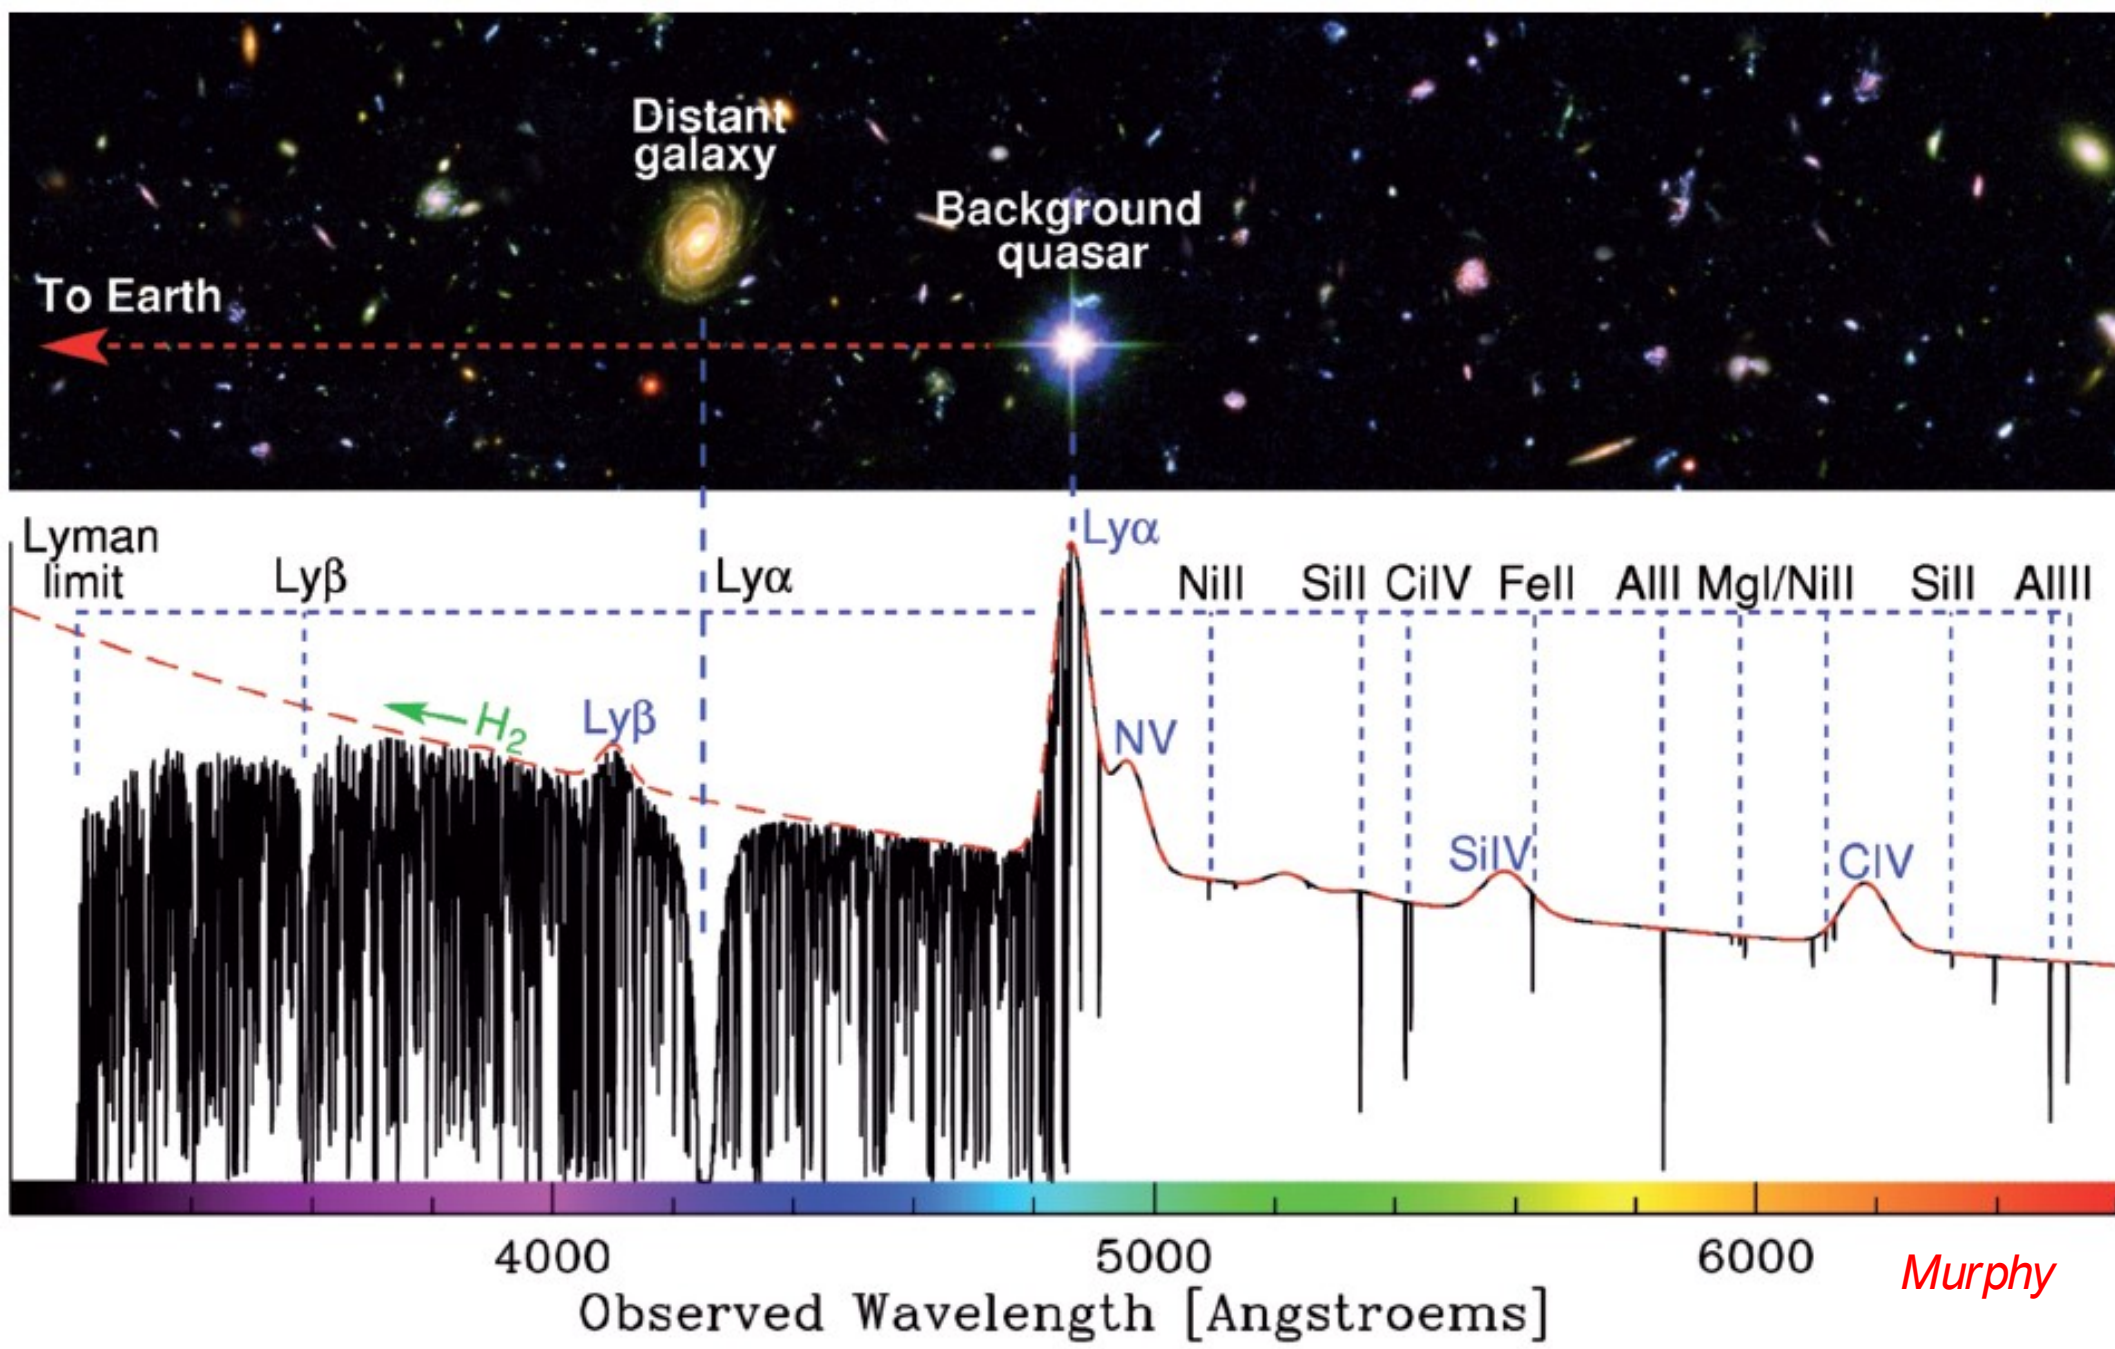 Distant
galaxy
Background
quasar
To Earth
Lyman
limit
Lyβ
Lyα
Lyα
NiII
SiII
CiIV
FeII
AlII
MgI/NiII
SiII
AlIII
H2
Lyβ
NV
SiIV
CIV
4000
5000
6000
Murphy
Observed Wavelength [Angstroems]